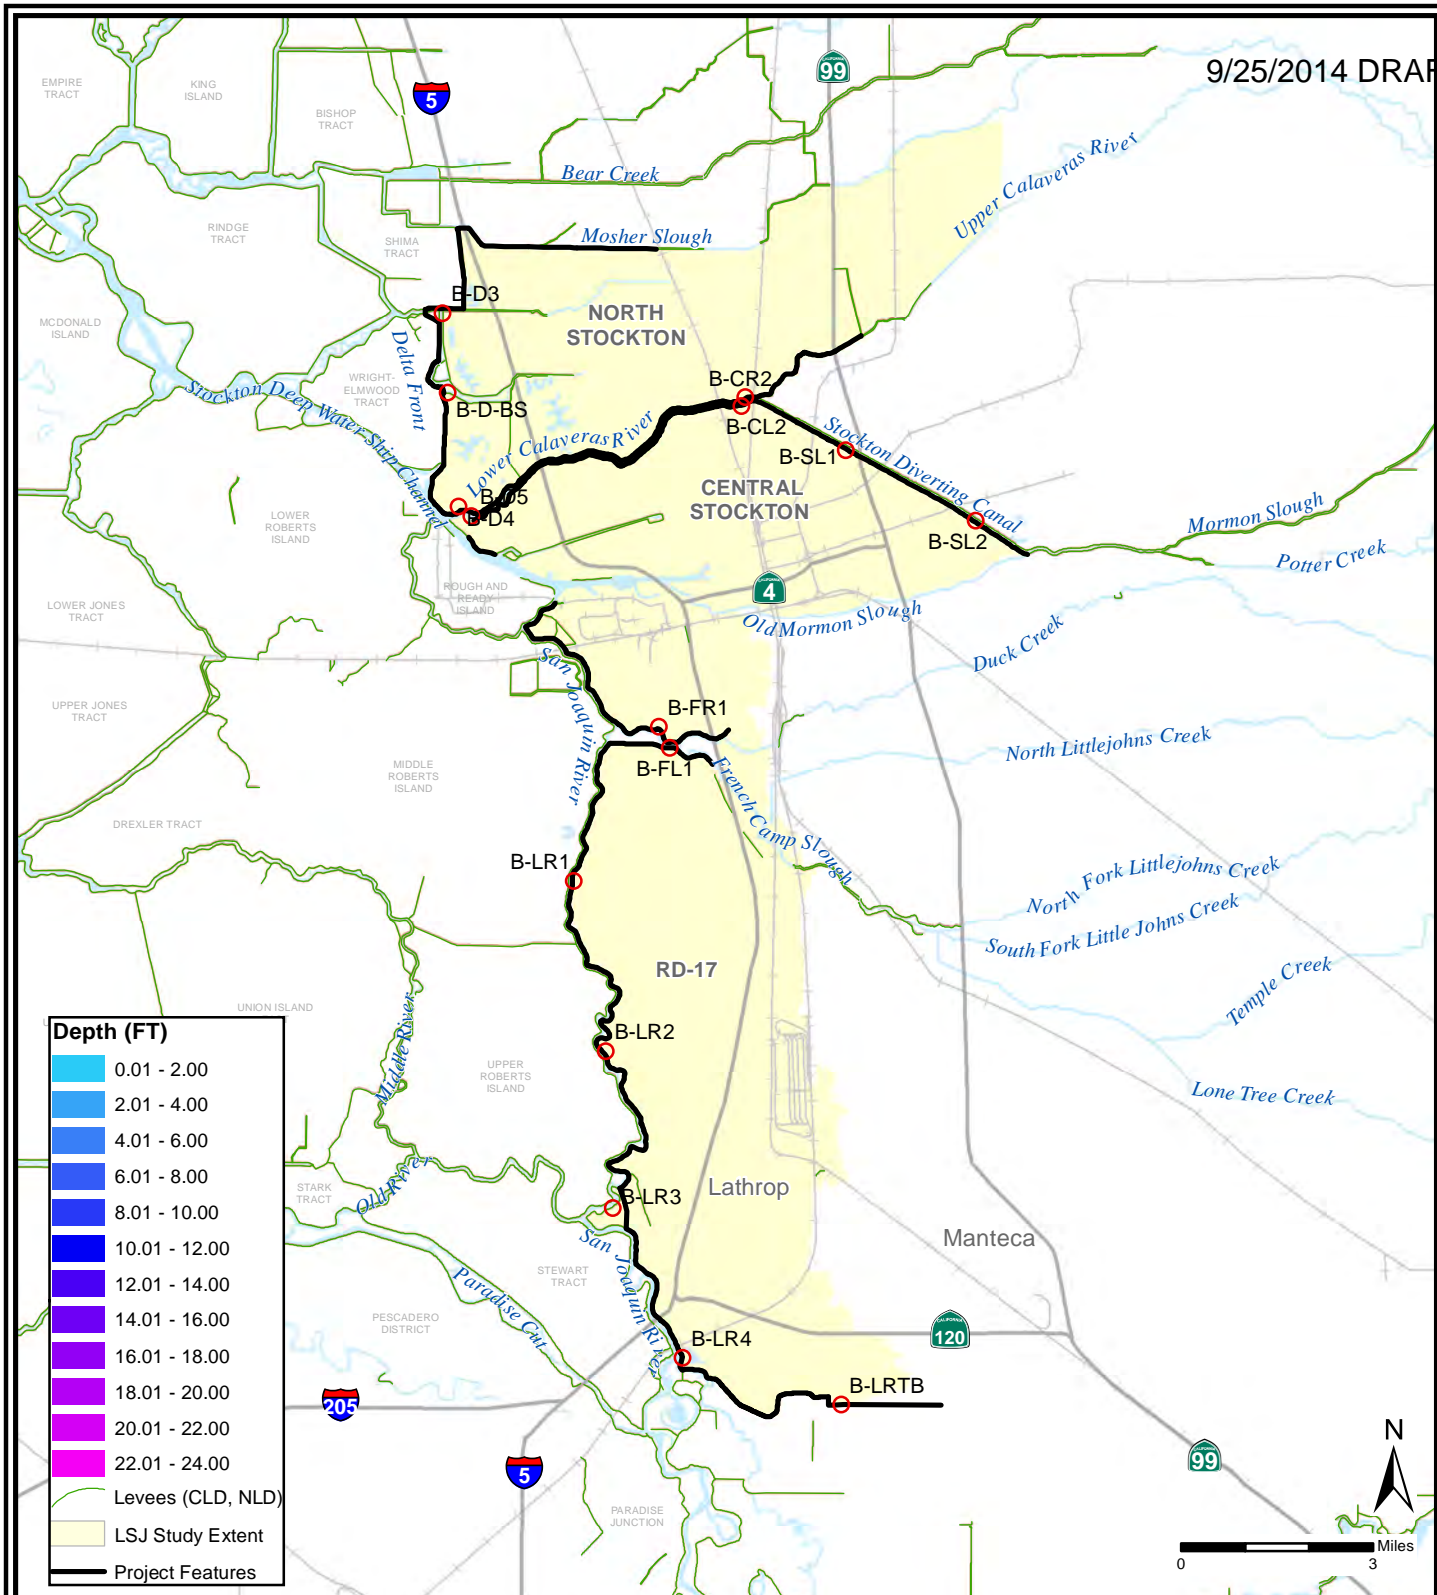 9/25/2014 DRAF
99
5
EMPIRE
TRACT
KING
ISLAND
BISHOP
TRACT
Bear Creek
Upper Calaveras River
RINDGE
TRACT
SHIMA
TRACT
Mosher Slough
B-D3
NORTH
STOCKTON
MCDONALD
ISLAND
Delta Front
WRIGHT-
ELMWOOD
TRACT
B-D-BS
B-CR2
B-CL2
Stockton Deep Water Ship Channel
Lower Calaveras River
B-SL1
Stockton Diverting Canal
CENTRAL
STOCKTON
B-D5
B-D4
B-SL2
Mormon Slough
Potter Creek
LOWER
ROBERTS
ISLAND
ROUGH AND
READY
ISLAND
4
LOWER JONES
TRACT
Old Mormon Slough
Duck Creek
San Joaquin River
UPPER JONES
TRACT
B-FR1
B-FL1
North Littlejohns Creek
MIDDLE
ROBERTS
ISLAND
French Camp Slough
DREXLER TRACT
B-LR1
North Fork Littlejohns Creek
South Fork Little Johns Creek
RD-17
Temple Creek
UNION ISLAND
Middle River
B-LR2
UPPER
ROBERTS
ISLAND
Lone Tree Creek
Old River
STARK
TRACT
B-LR3
Lathrop
Manteca
San Joaquin River
STEWART
TRACT
Paradise Cut
PESCADERO
DISTRICT
B-LR4
120
B-LRTB
205
5
99
PARADISE
JUNCTION
Depth (FT)
0.01 - 2.00
2.01 - 4.00
4.01 - 6.00
6.01 - 8.00
8.01 - 10.00
10.01 - 12.00
12.01 - 14.00
14.01 - 16.00
16.01 - 18.00
18.01 - 20.00
20.01 - 22.00
22.01 - 24.00
Levees (CLD, NLD)
LSJ Study Extent
Project Features
N
Miles
0 3